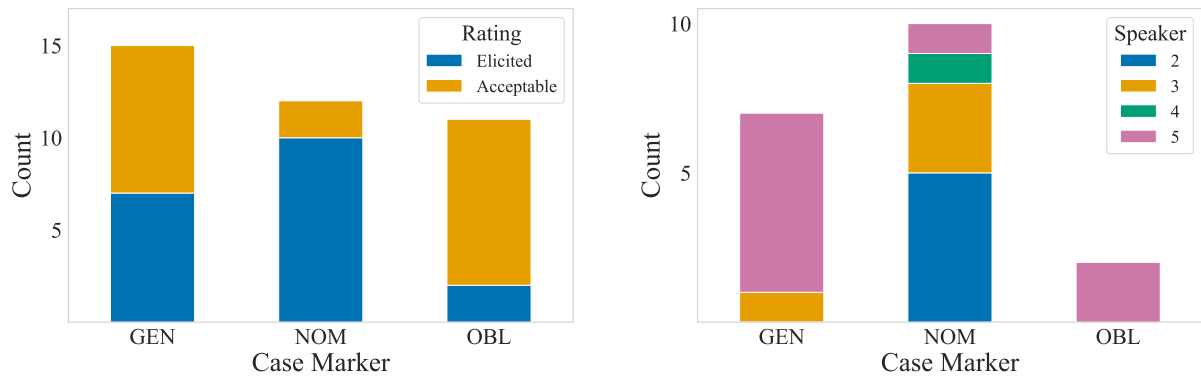 Count
15
10
5
Rating
Elicited
Acceptable
GEN NOM OBL
Case Marker
Count
10
5
Speaker
2
3
4
5
GEN NOM OBL
Case Marker